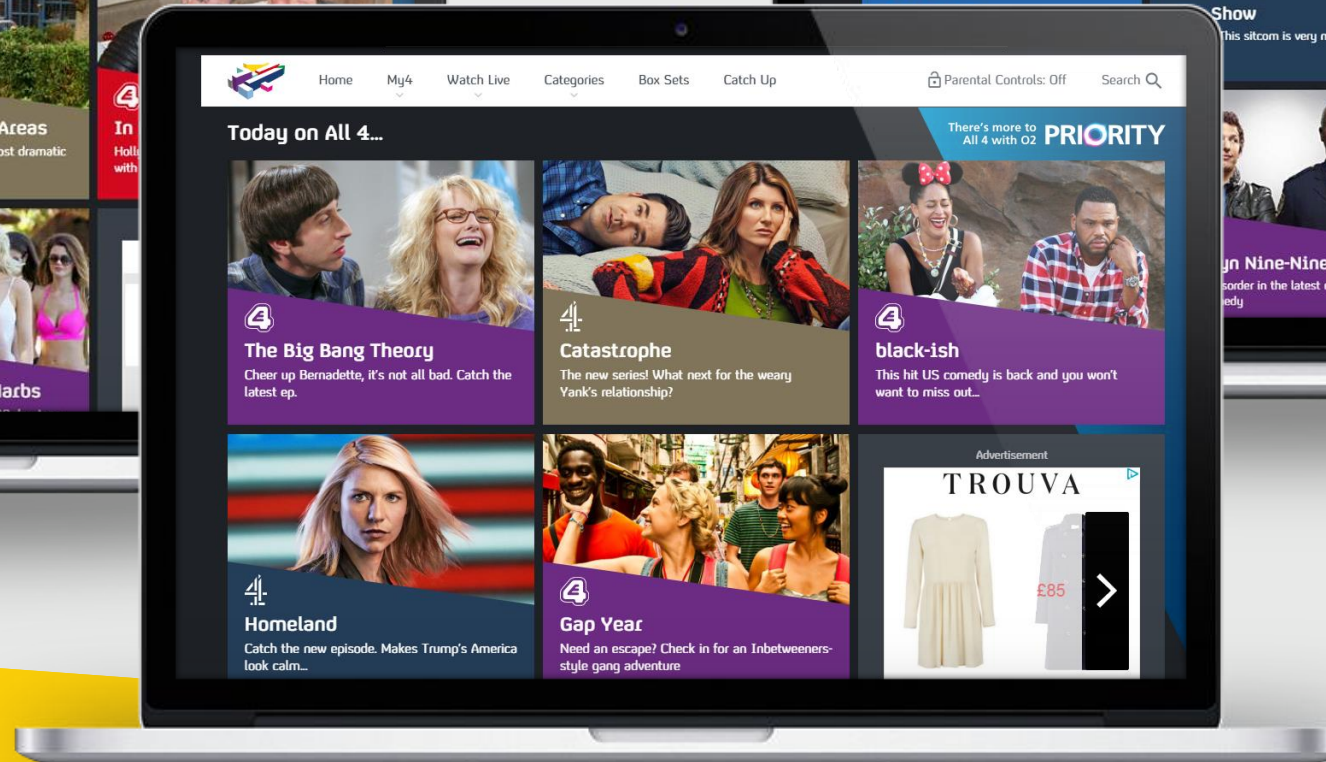 Home My4 Watch Live Categories Box Sets Catch Up Parental Controls: Off Search
Today on All 4...
There's more to
All 4 with O2 PRIORITY
The Big Bang Theory
Cheer up Bernadette, it's not all bad. Catch the
latest ep.
Catastrophe
The new series! What next for the weary
Yank's relationship?
black-ish
This hit US comedy is back and you won't
want to miss out...
Homeland
Catch the new episode. Makes Trump's America
look calm...
Gap Year
Need an escape? Check in for an Inbetweeners-
style gang adventure
Advertisement
TROUVA
£85
Areas
dramatic
In
with
Show
This sitcom is very
Nine-Nine
in the latest